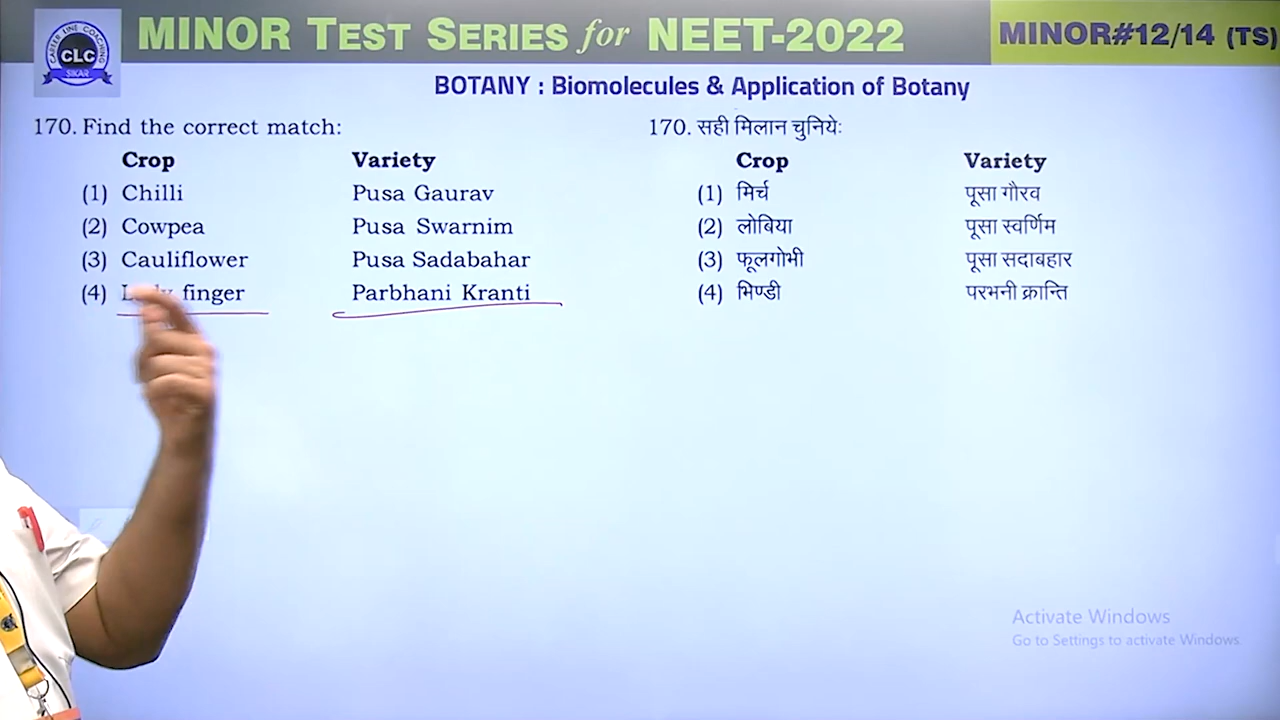 MINOR TEST SERIES for NEET-2022
MINOR#12/14 (TS)
CAREER LINE COACHING
CLC
SIKAR
BOTANY : Biomolecules & Application of Botany
170. Find the correct match:
Crop Variety
(1) Chilli Pusa Gaurav
(2) Cowpea Pusa Swarnim
(3) Cauliflower Pusa Sadabahar
(4) finger Parbhani Kranti
170. सही मिलान चुनियेः
Crop Variety
(1) मिर्च पूसा गौरव
(2) लोबिया पूसा स्वर्णिम
(3) फूलगोभी पूसा सदाबहार
(4) भिण्डी परभनी क्रान्ति
Activate Windows
Go to Settings to activate Windows.